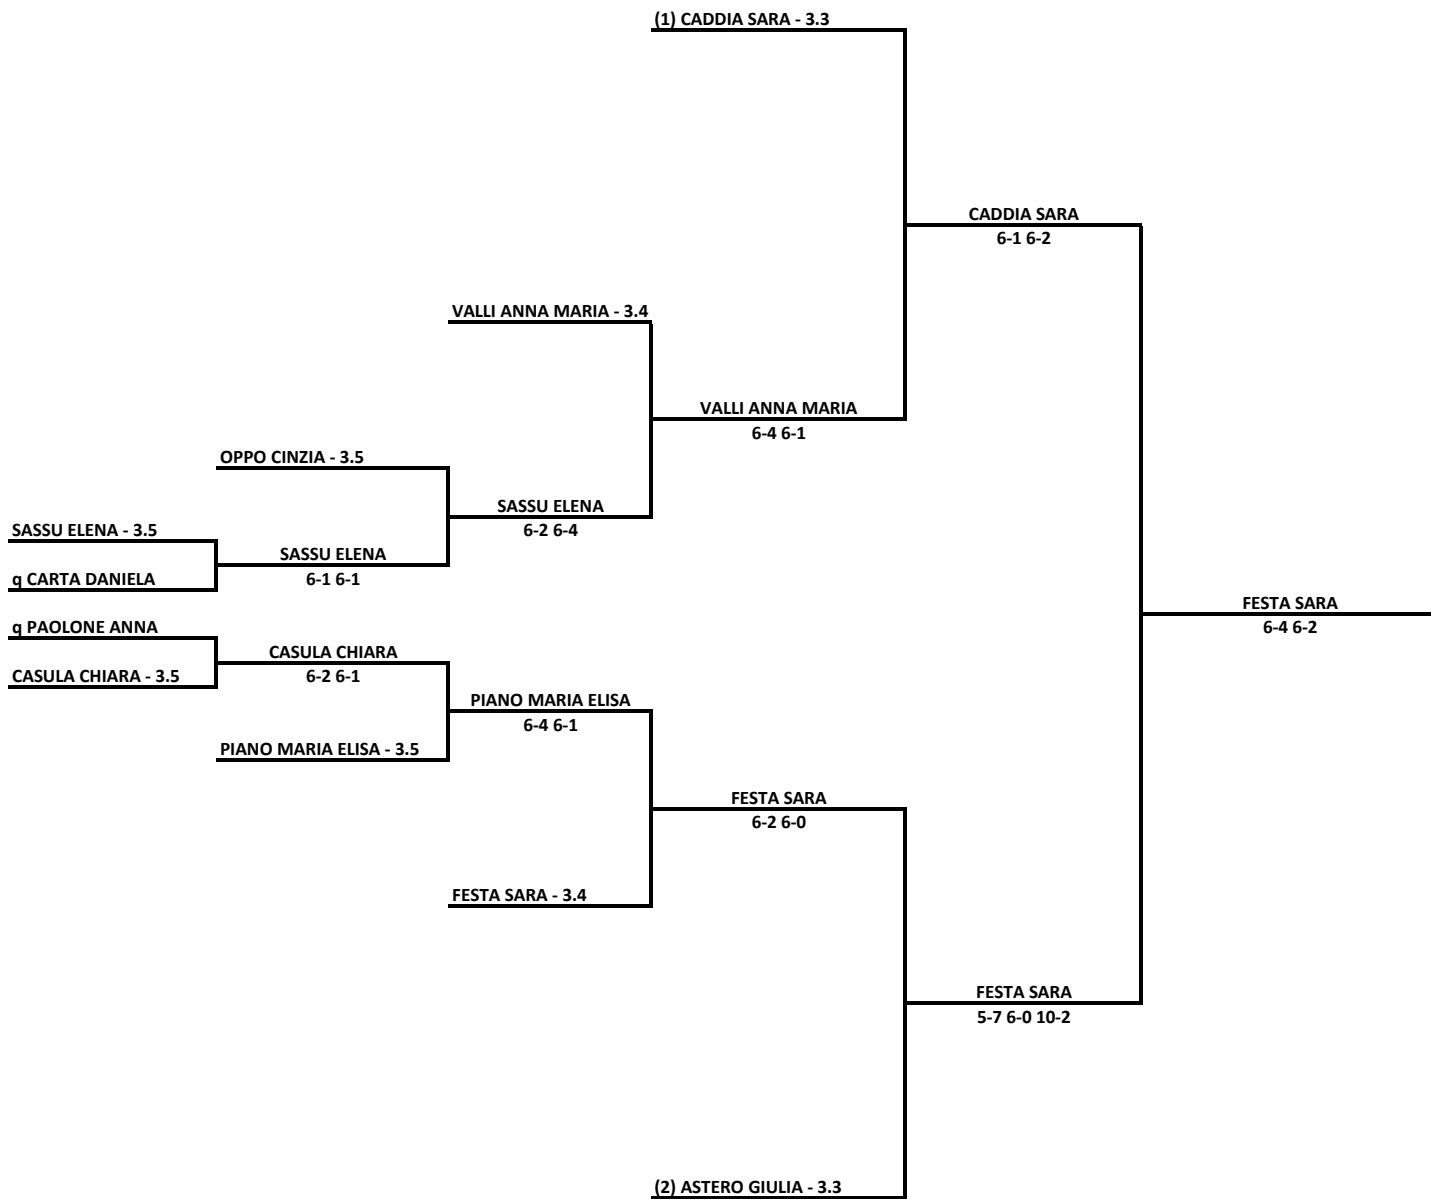 (1) CADDIA SARA - 3.3
CADDIA SARA
6-1 6-2
VALLI ANNA MARIA - 3.4
VALLI ANNA MARIA
6-4 6-1
OPPO CINZIA - 3.5
SASSU ELENA
6-2 6-4
SASSU ELENA - 3.5
SASSU ELENA
6-1 6-1
q CARTA DANIELA
FESTA SARA
6-4 6-2
q PAOLONE ANNA
CASULA CHIARA
6-2 6-1
CASULA CHIARA - 3.5
PIANO MARIA ELISA
6-4 6-1
PIANO MARIA ELISA - 3.5
FESTA SARA
6-2 6-0
FESTA SARA - 3.4
FESTA SARA
5-7 6-0 10-2
(2) ASTERO GIULIA - 3.3